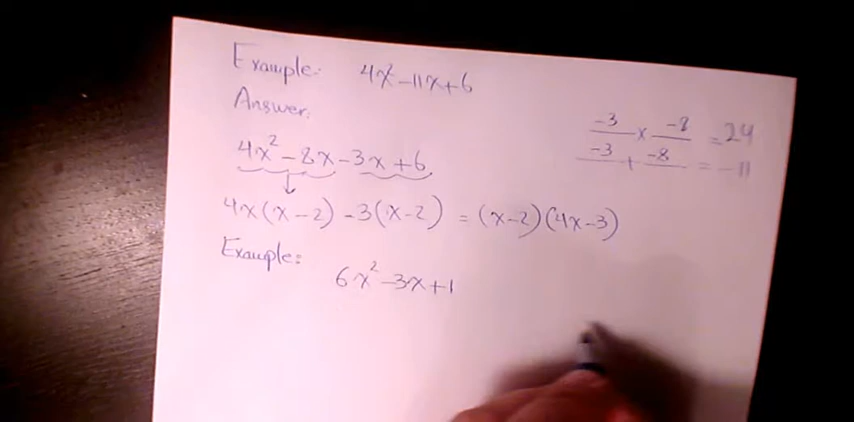 Example: 4x² - 11x + 6
Answer:
-3 × -8 = 24
-3 + -8 = -11
4x² - 8x - 3x + 6
4x(x - 2) - 3(x - 2) = (x - 2)(4x - 3)
Example:
6x² - 3x + 1